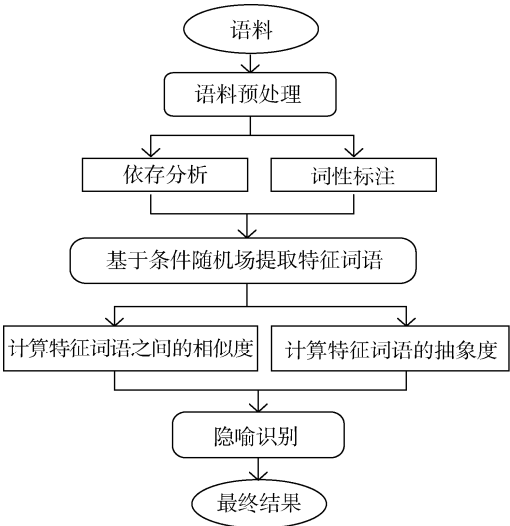 语料
语料预处理
依存分析
词性标注
基于条件随机场提取特征词语
计算特征词语之间的相似度
计算特征词语的抽象度
隐喻识别
最终结果